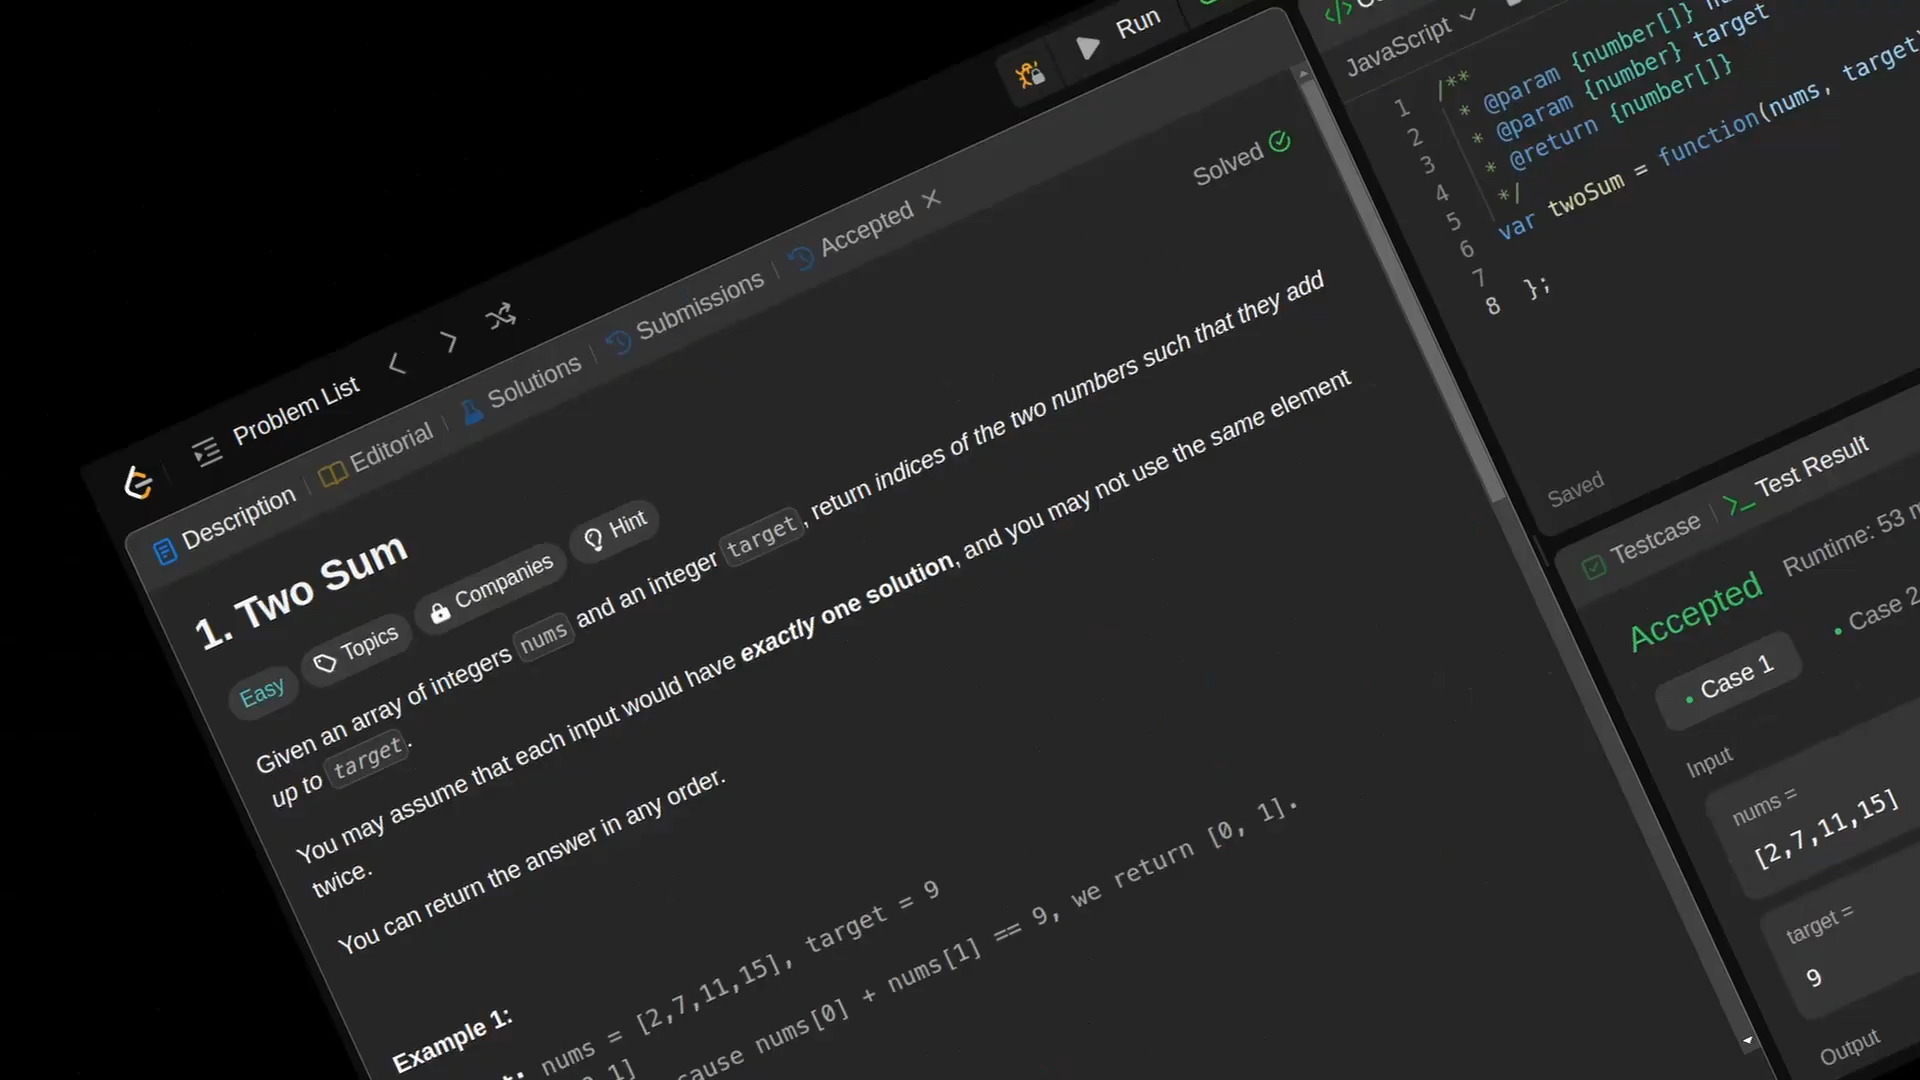 Run
Problem List
Description
Editorial
Solutions
Submissions
Accepted
Solved
1. Two Sum
Easy
Topics
Companies
Hint
Given an array of integers nums and an integer target, return indices of the two numbers such that they add
up to target.
You may assume that each input would have exactly one solution, and you may not use the same element
twice.
You can return the answer in any order.
Example 1:
nums = [2,7,11,15], target = 9
nums[0] + nums[1] == 9, we return [0, 1].
JavaScript
1 /**
2 * @param {number[]}
3 * @param {number} target
4 * @return {number[]}
5 */
6 var twoSum = function(nums, target
7
8 };
Saved
Testcase
Test Result
Accepted
Runtime: 53
Case 1
Case 2
Input
nums =
[2,7,11,15]
target =
9
Output